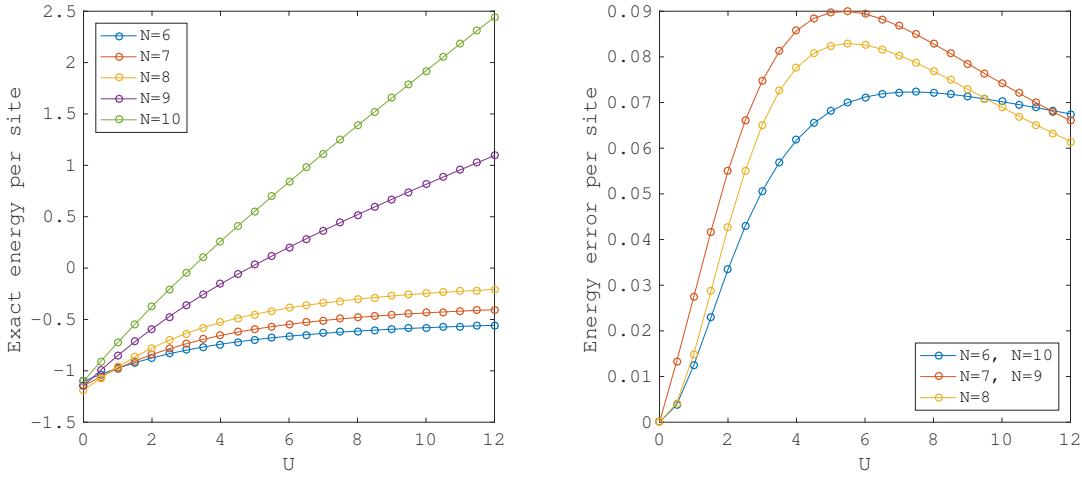 2.5
2
1.5
1
0.5
0
−0.5
−1
−1.5
0 2 4 6 8 10 12
U
Exact energy per site
N=6
N=7
N=8
N=9
N=10
0.09
0.08
0.07
0.06
0.05
0.04
0.03
0.02
0.01
0
0 2 4 6 8 10 12
U
Energy error per site
N=6, N=10
N=7, N=9
N=8